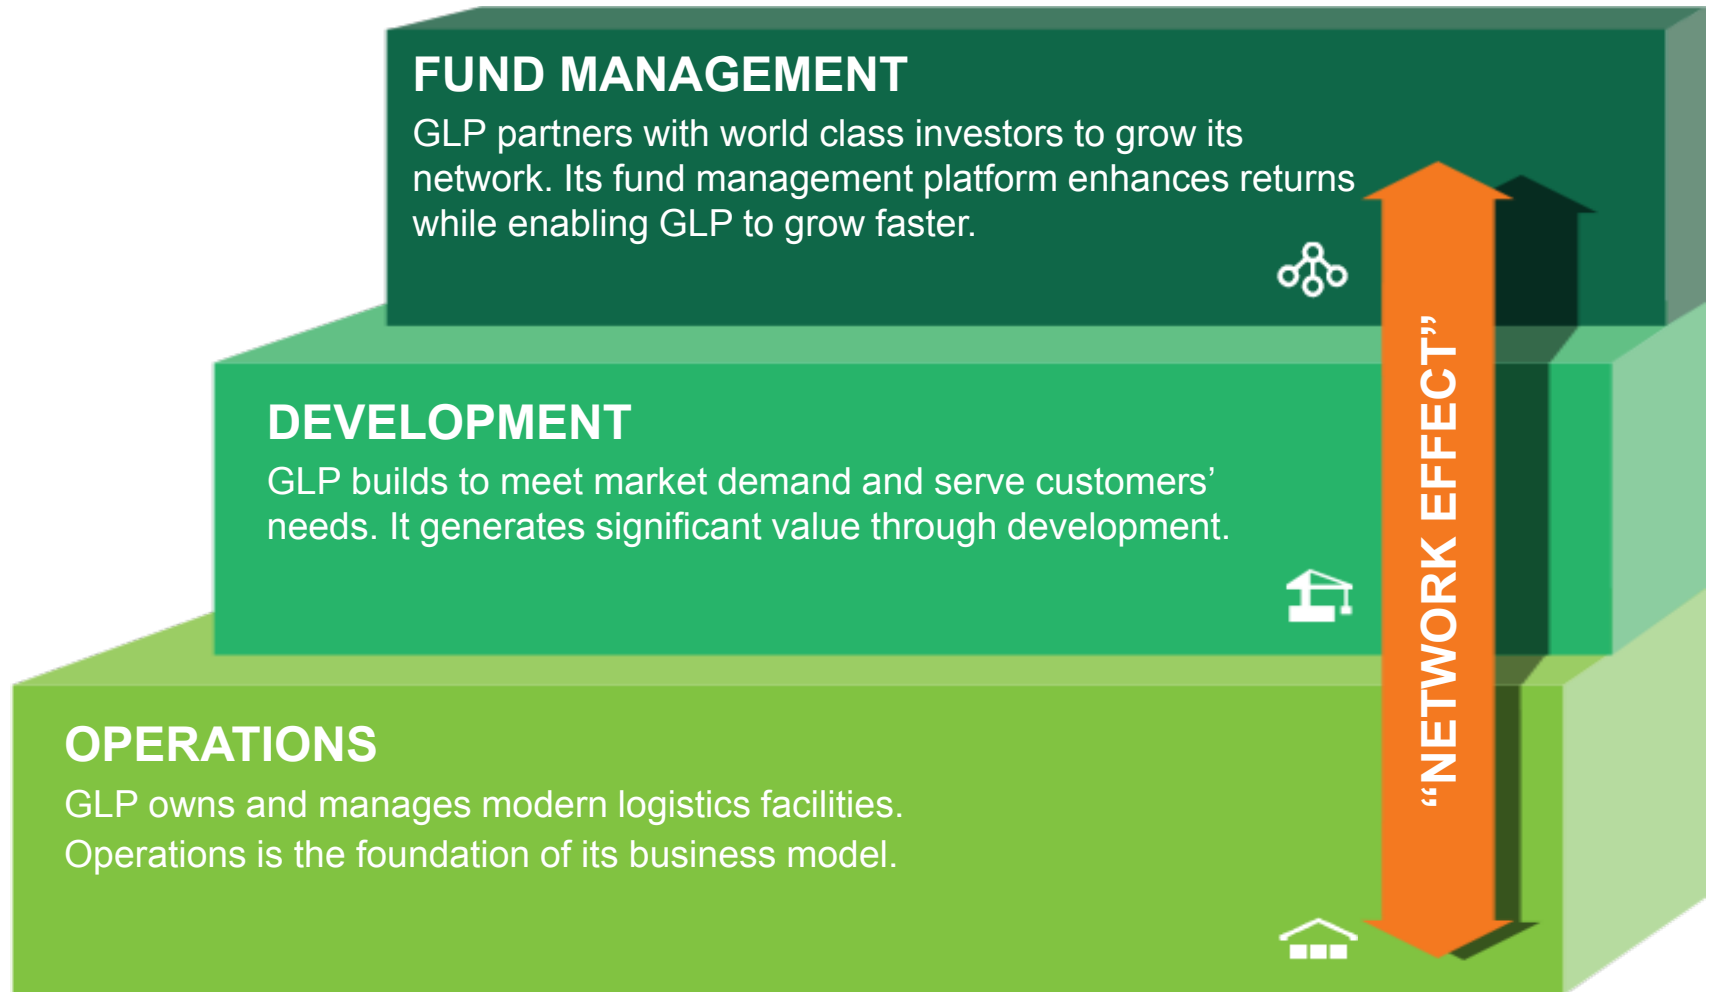 FUND MANAGEMENT
GLP partners with world class investors to grow its
network. Its fund management platform enhances returns
while enabling GLP to grow faster.
DEVELOPMENT
GLP builds to meet market demand and serve customers’
needs. It generates significant value through development.
OPERATIONS
GLP owns and manages modern logistics facilities.
Operations is the foundation of its business model.
“NETWORK EFFECT”